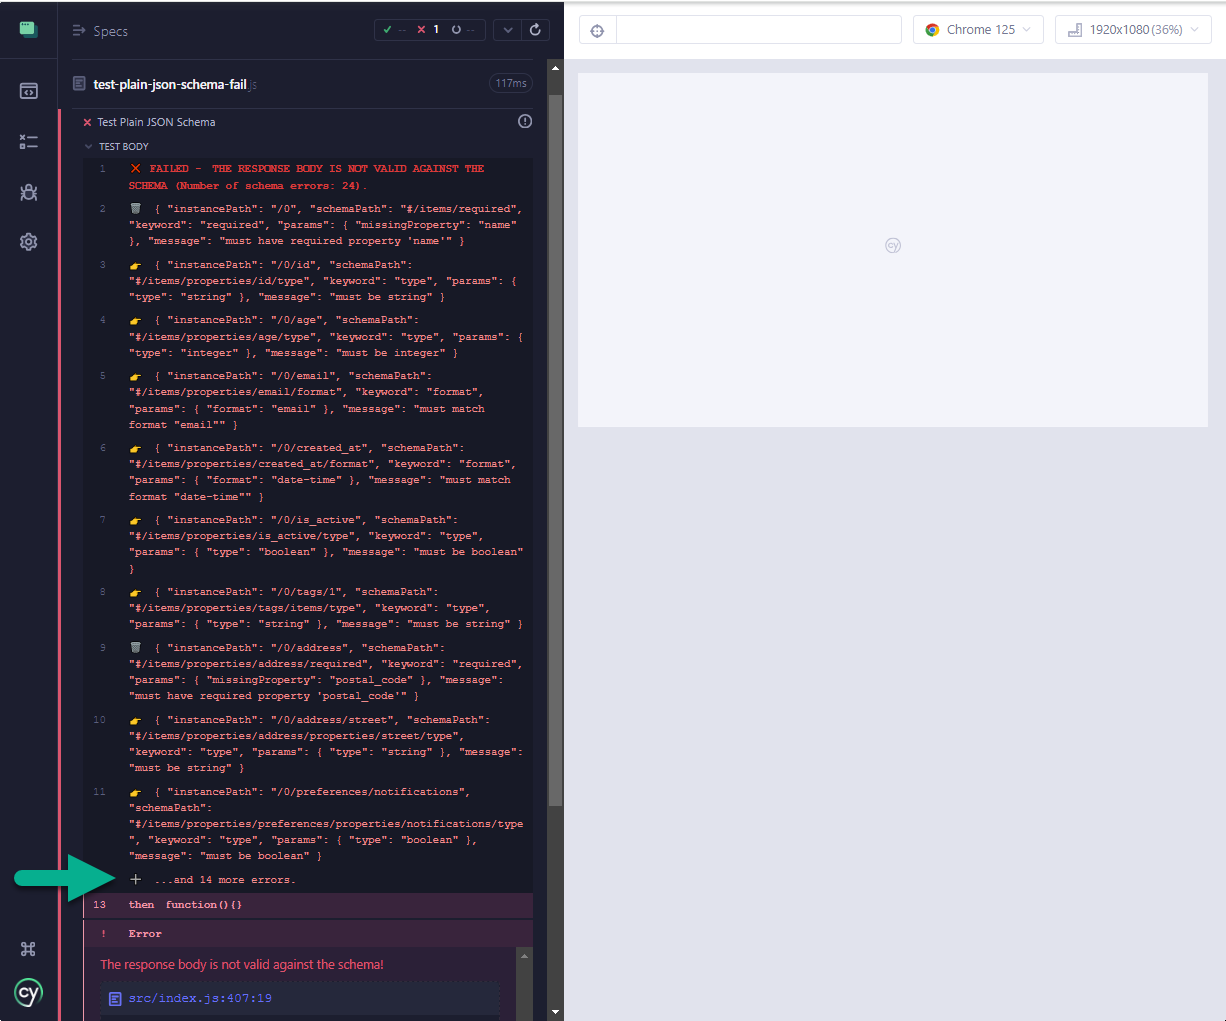 Specs
-- 1 --
test-plain-json-schema-fail.js
117ms
Test Plain JSON Schema
TEST BODY
1 FAILED - THE RESPONSE BODY IS NOT VALID AGAINST THE
SCHEMA (Number of schema errors: 24).
2 { "instancePath": "/0", "schemaPath": "#/items/required",
"keyword": "required", "params": { "missingProperty": "name"
}, "message": "must have required property 'name'" }
3 { "instancePath": "/0/id", "schemaPath":
"#/items/properties/id/type", "keyword": "type", "params": {
"type": "string" }, "message": "must be string" }
4 { "instancePath": "/0/age", "schemaPath":
"#/items/properties/age/type", "keyword": "type", "params": {
"type": "integer" }, "message": "must be integer" }
5 { "instancePath": "/0/email", "schemaPath":
"#/items/properties/email/format", "keyword": "format",
"params": { "format": "email" }, "message": "must match
format "email"" }
6 { "instancePath": "/0/created_at", "schemaPath":
"#/items/properties/created_at/format", "keyword": "format",
"params": { "format": "date-time" }, "message": "must match
format "date-time"" }
7 { "instancePath": "/0/is_active", "schemaPath":
"#/items/properties/is_active/type", "keyword": "type",
"params": { "type": "boolean" }, "message": "must be boolean"
}
8 { "instancePath": "/0/tags/1", "schemaPath":
"#/items/properties/tags/items/type", "keyword": "type",
"params": { "type": "string" }, "message": "must be string" }
9 { "instancePath": "/0/address", "schemaPath":
"#/items/properties/address/required", "keyword": "required",
"params": { "missingProperty": "postal_code" }, "message":
"must have required property 'postal_code'" }
10 { "instancePath": "/0/address/street", "schemaPath":
"#/items/properties/address/properties/street/type",
"keyword": "type", "params": { "type": "string" }, "message":
"must be string" }
11 { "instancePath": "/0/preferences/notifications",
"schemaPath":
"#/items/properties/preferences/properties/notifications/type
", "keyword": "type", "params": { "type": "boolean" },
"message": "must be boolean" }
+ ...and 14 more errors.
13 then function(){}
! Error
The response body is not valid against the schema!
src/index.js:407:19
cy
Chrome 125
1920x1080 (36%)
cy